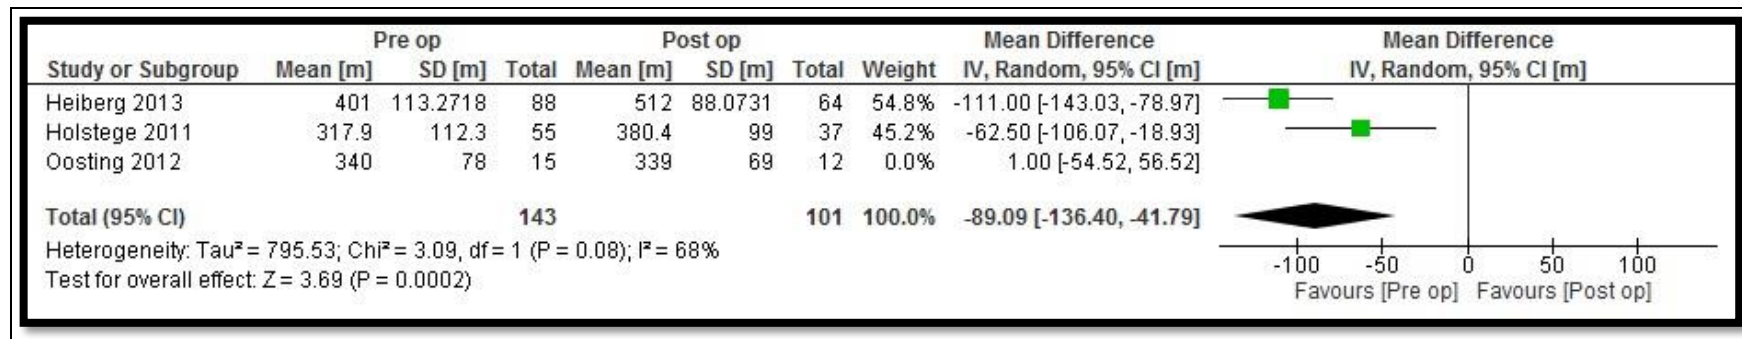 Pre op Post op Mean Difference Mean Difference
Study or Subgroup Mean [m] SD [m] Total Mean [m] SD [m] Total Weight IV, Random, 95% CI [m] IV, Random, 95% CI [m]
Heiberg 2013 401 113.2718 88 512 88.0731 64 54.8% -111.00 [-143.03, -78.97]
Holstege 2011 317.9 112.3 55 380.4 99 37 45.2% -62.50 [-106.07, -18.93]
Oosting 2012 340 78 15 339 69 12 0.0% 1.00 [-54.52, 56.52]
Total (95% CI) 143 101 100.0% -89.09 [-136.40, -41.79]
Heterogeneity: Tau² = 795.53; Chi² = 3.09, df = 1 (P = 0.08); I² = 68%
Test for overall effect: Z = 3.69 (P = 0.0002)
-100 -50 0 50 100
Favours [Pre op] Favours [Post op]